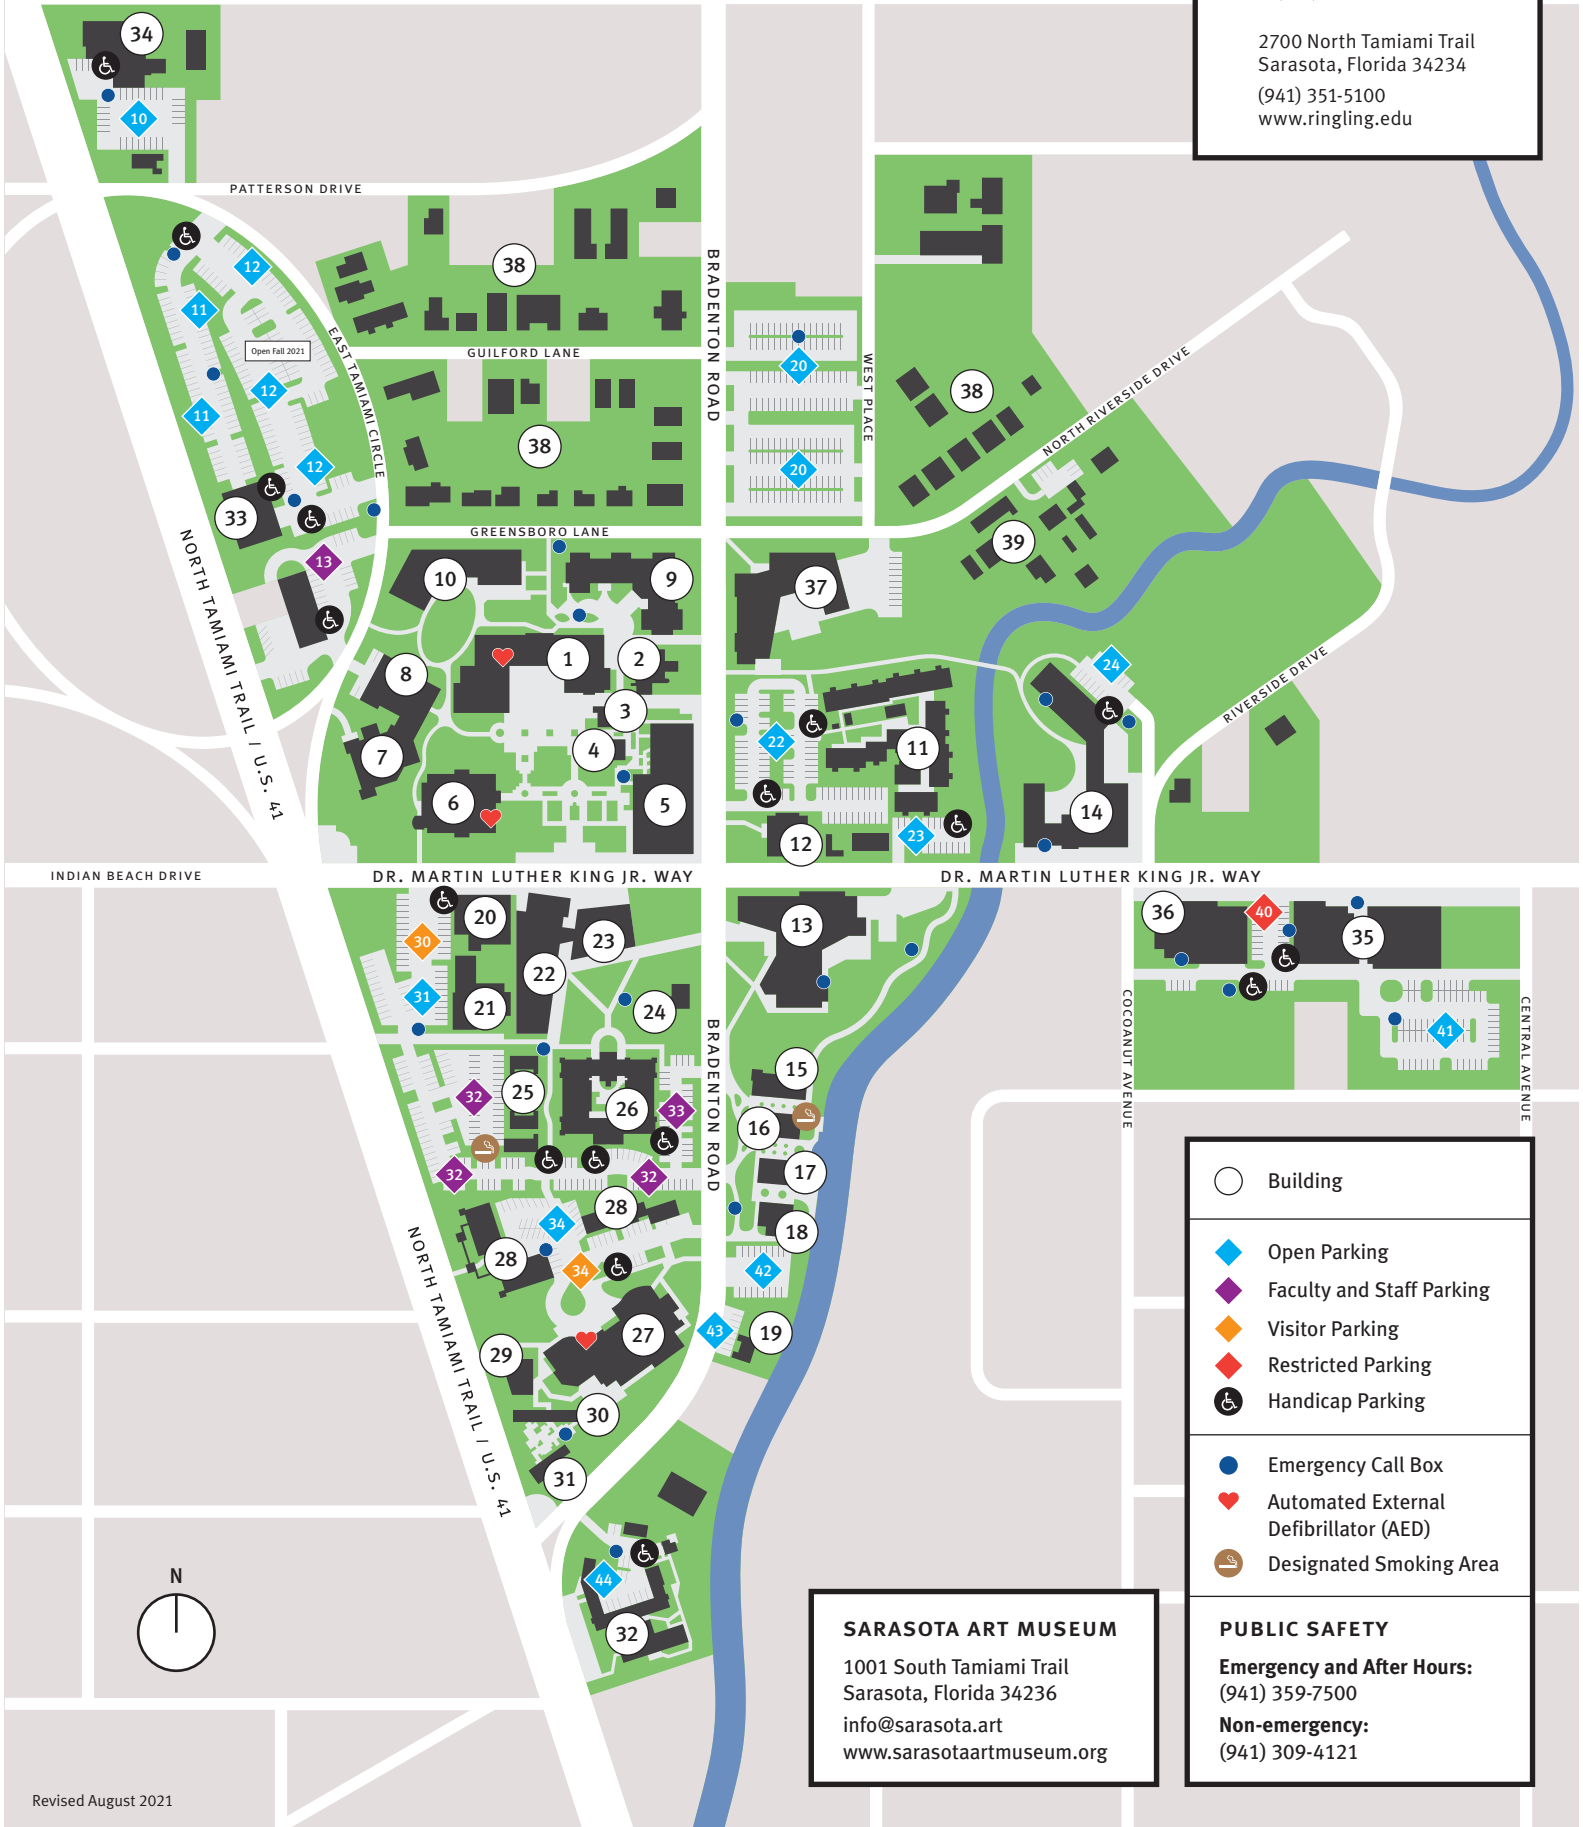 2700 North Tamiami Trail
Sarasota, Florida 34234
(941) 351-5100
www.ringling.edu
34
10
PATTERSON DRIVE
12
11
38
BRADENTON ROAD
Open Fall 2021
EAST TAMIAMI CIRCLE
GUILFORD LANE
20
WEST PLACE
12
11
38
NORTH RIVERSIDE DRIVE
38
12
20
33
NORTH TAMIAMI TRAIL / U.S. 41
GREENSBORO LANE
13
39
10
9
37
8
1
2
24
3
RIVERSIDE DRIVE
7
4
22
11
6
5
14
12
23
INDIAN BEACH DRIVE
DR. MARTIN LUTHER KING JR. WAY
DR. MARTIN LUTHER KING JR. WAY
20
30
23
13
36
40
35
22
31
21
24
COCOANUT AVENUE
CENTRAL AVENUE
41
BRADENTON ROAD
15
32
25
26
33
16
32
32
17
28
34
18
28
34
42
NORTH TAMIAMI TRAIL / U.S. 41
27
43
19
29
30
31
44
32
N
Building
Open Parking
Faculty and Staff Parking
Visitor Parking
Restricted Parking
Handicap Parking
Emergency Call Box
Automated External
Defibrillator (AED)
Designated Smoking Area
PUBLIC SAFETY
Emergency and After Hours:
(941) 359-7500
Non-emergency:
(941) 309-4121
SARASOTA ART MUSEUM
1001 South Tamiami Trail
Sarasota, Florida 34236
info@sarasota.art
www.sarasotaartmuseum.org
Revised August 2021